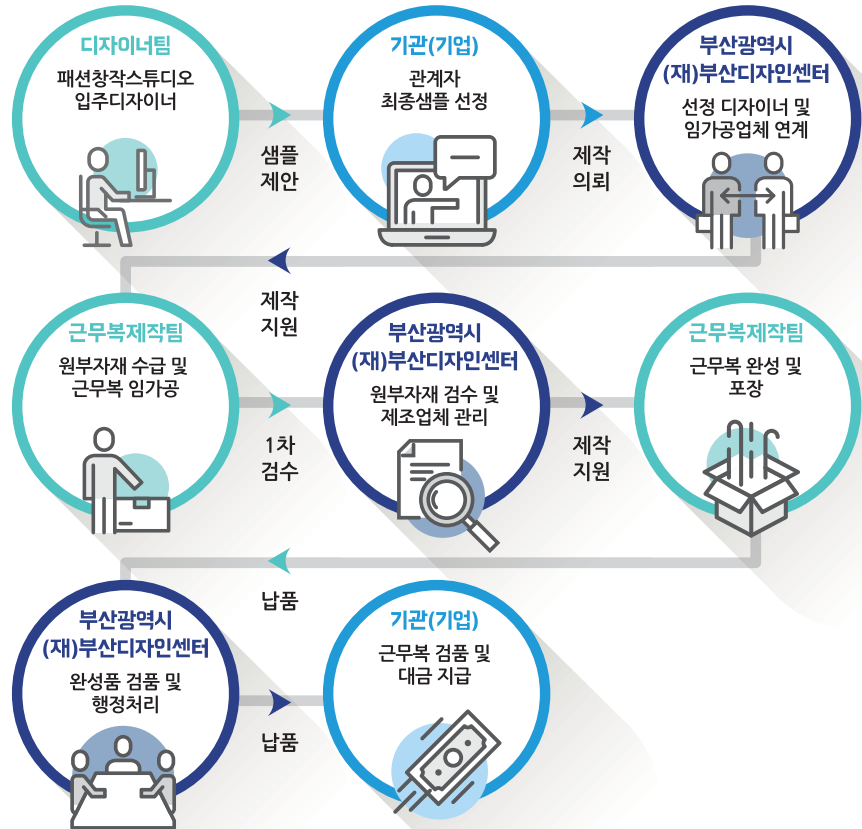 디자이너팀
패션창작스튜디오
입주디자이너
샘플
제안
기관(기업)
관계자
최종샘플 선정
제작
의뢰
부산광역시
(재)부산디자인센터
선정 디자이너 및
임가공업체 연계
제작
지원
근무복제작팀
원부자재 수급 및
근무복 임가공
1차
검수
부산광역시
(재)부산디자인센터
원부자재 검수 및
제조업체 관리
제작
지원
근무복제작팀
근무복 완성 및
포장
납품
부산광역시
(재)부산디자인센터
완성품 검품 및
행정처리
납품
기관(기업)
근무복 검품 및
대금 지급